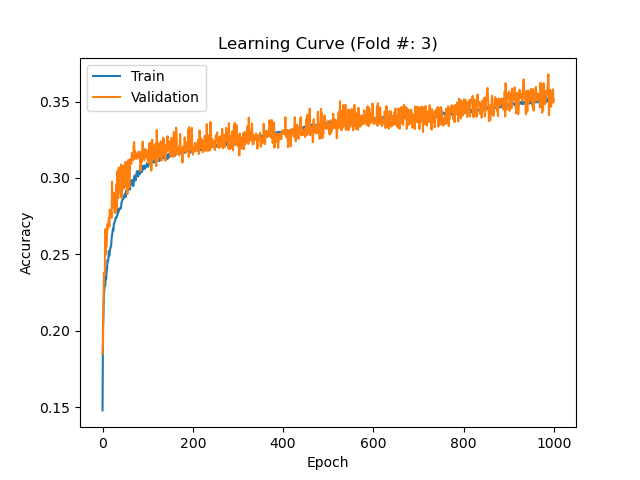 Learning Curve (Fold #: 3)
Train
Validation
0.35
0.30
0.25
0.20
0.15
Accuracy
0 200 400 600 800 1000
Epoch